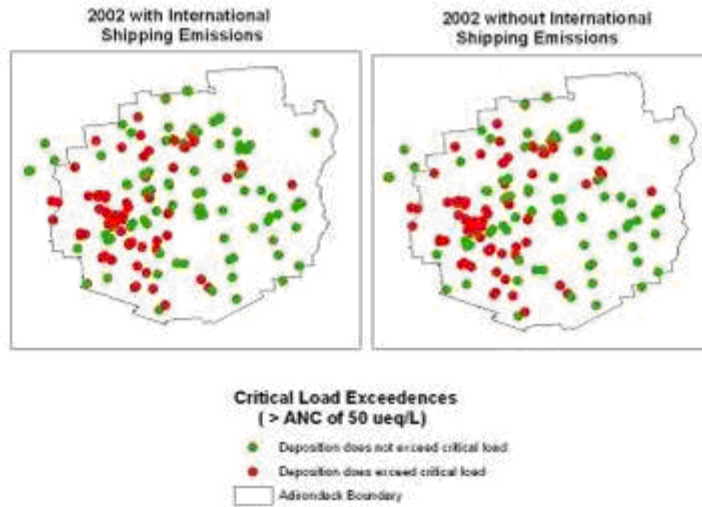 2002 with International
Shipping Emissions
2002 without International
Shipping Emissions
Critical Load Exceedences
( > ANC of 50 ueq/L)
Deposition does not exceed critical load
Deposition does exceed critical load
Adirondack Boundary